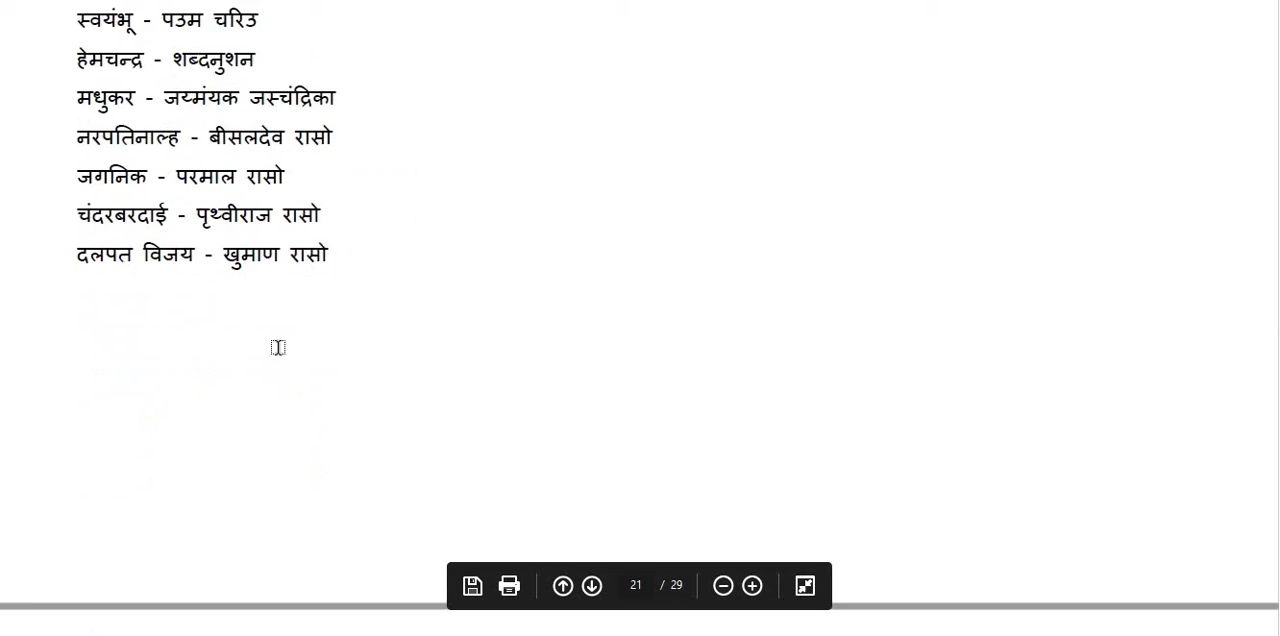 स्वयंभू - पउम चरिउ
हेमचन्द्र - शब्दनुशन
मधुकर - जय्मंयक जस्चंद्रिका
नरपतिनाल्ह - बीसलदेव रासो
जगनिक - परमाल रासो
चंदरबरदाई - पृथ्वीराज रासो
दलपत विजय - खुमाण रासो
21 / 29